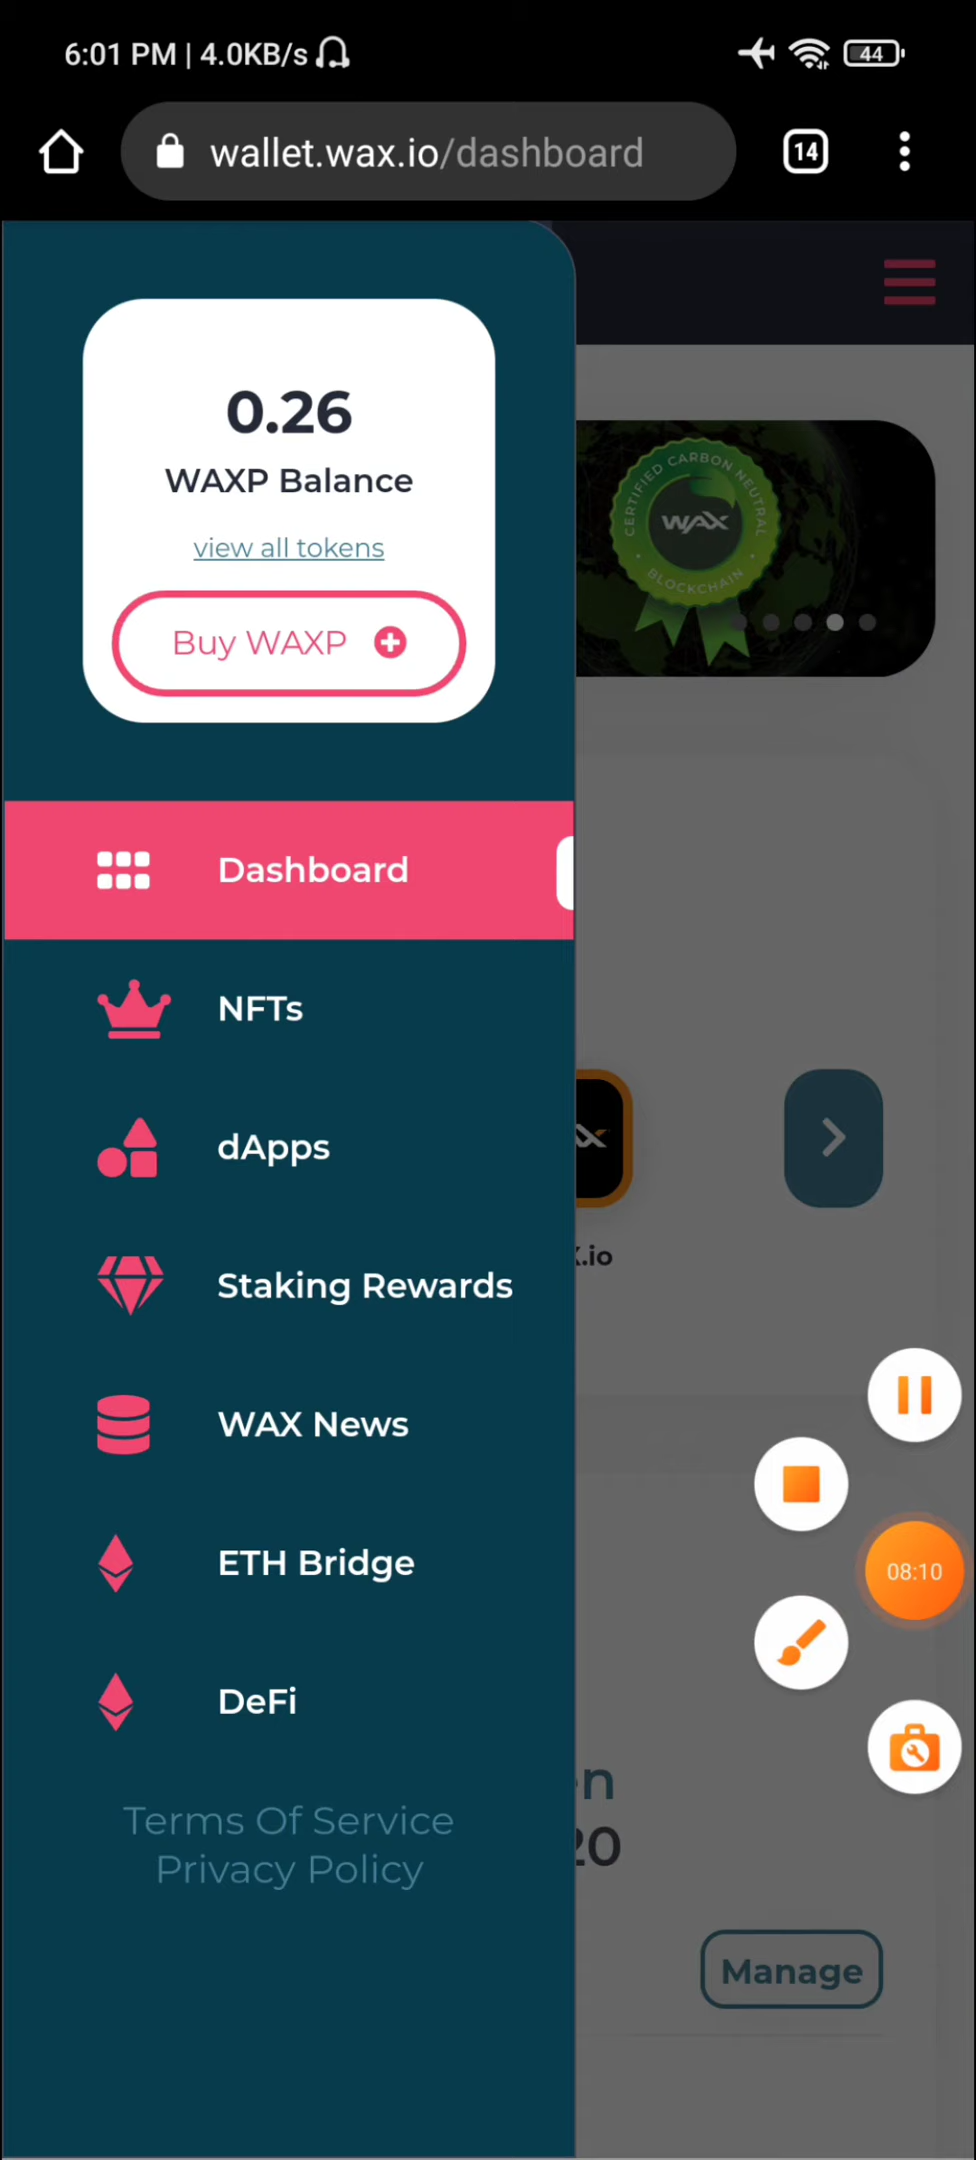 6:01 PM | 4.0KB/s
44
wallet.wax.io/dashboard
14
0.26
WAXP Balance
view all tokens
Buy WAXP
CERTIFIED CARBON NEUTRAL
WAX
BLOCKCHAIN
Dashboard
NFTs
dApps
Staking Rewards
WAX News
ETH Bridge
DeFi
Terms Of Service
Privacy Policy
.io
08:10
n
20
Manage